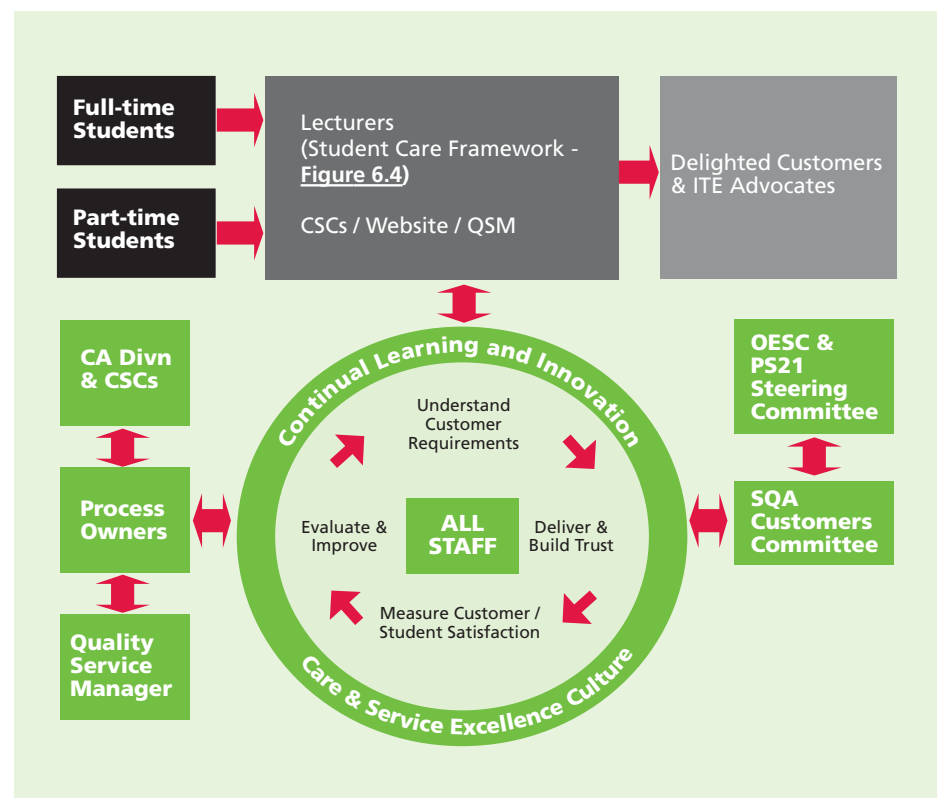 Full-time
Students
Part-time
Students
Lecturers
(Student Care Framework -
Figure 6.4)
CSCs / Website / QSM
Delighted Customers
& ITE Advocates
CA Divn
& CSCs
Process
Owners
Quality
Service
Manager
Continual Learning and Innovation
Understand
Customer
Requirements
Evaluate &
Improve
ALL
STAFF
Deliver &
Build Trust
Measure Customer /
Student Satisfaction
Care & Service Excellence Culture
OESC &
PS21
Steering
Committee
SQA
Customers
Committee